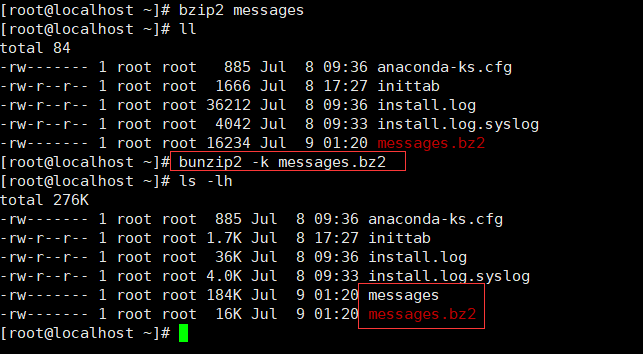 [root@localhost ~]# bzip2 messages
[root@localhost ~]# ll
total 84
-rw------- 1 root root   885 Jul  8 09:36 anaconda-ks.cfg
-rw-r--r-- 1 root root  1666 Jul  8 17:27 inittab
-rw-r--r-- 1 root root 36212 Jul  8 09:36 install.log
-rw-r--r-- 1 root root  4042 Jul  8 09:33 install.log.syslog
-rw------- 1 root root 16234 Jul  9 01:20 messages.bz2
[root@localhost ~]# bunzip2 -k messages.bz2
[root@localhost ~]# ls -lh
total 276K
-rw------- 1 root root  885 Jul  8 09:36 anaconda-ks.cfg
-rw-r--r-- 1 root root 1.7K Jul  8 17:27 inittab
-rw-r--r-- 1 root root  36K Jul  8 09:36 install.log
-rw-r--r-- 1 root root 4.0K Jul  8 09:33 install.log.syslog
-rw------- 1 root root 184K Jul  9 01:20 messages
-rw------- 1 root root  16K Jul  9 01:20 messages.bz2
[root@localhost ~]#